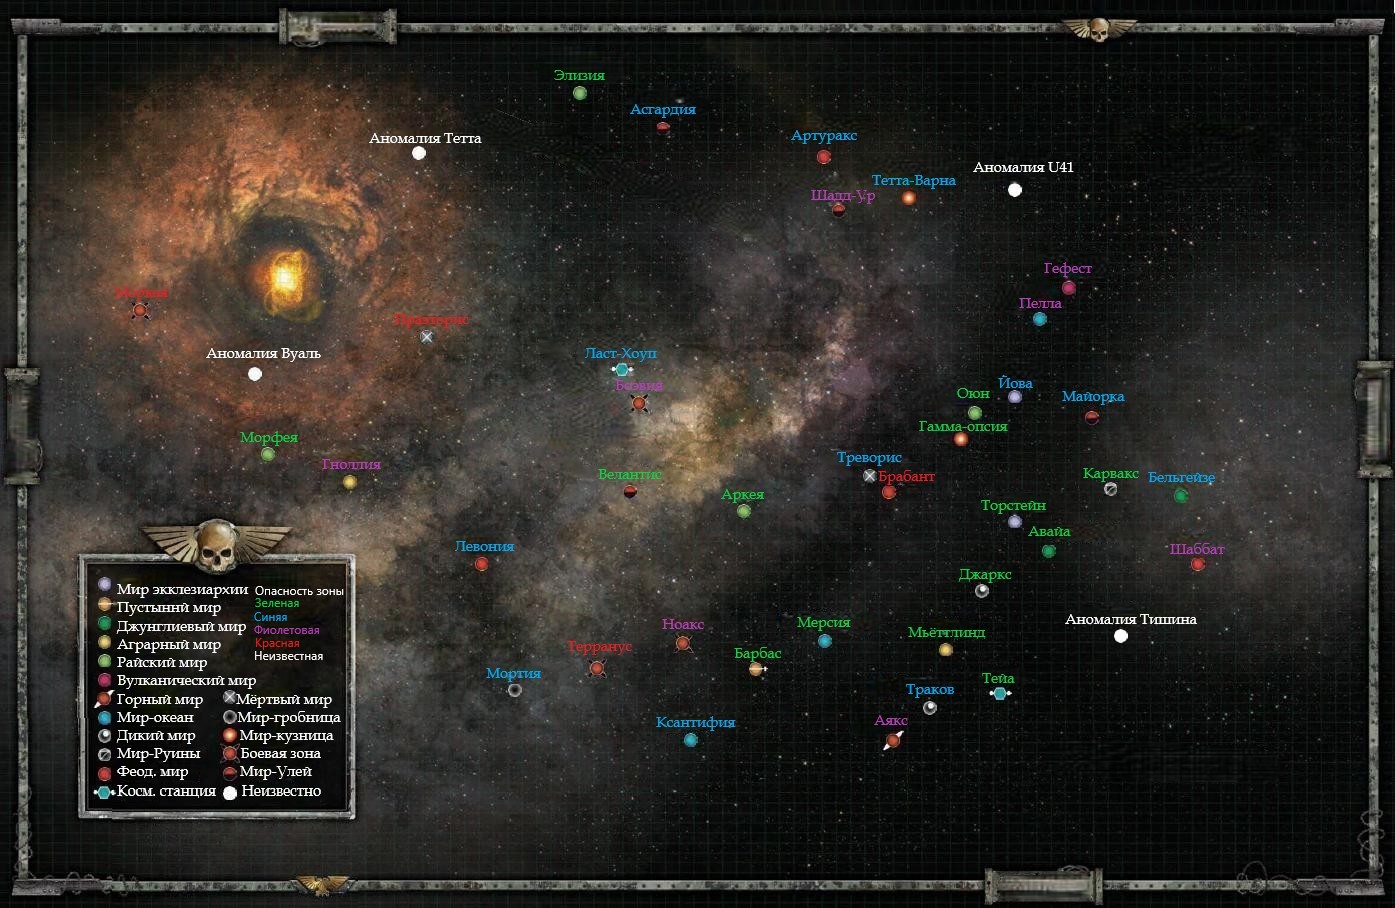 Элизия
Асгардия
Артуракс
Аномалия Тетта
Аномалия U41
Тетта-Варна
Шадд-Ур
Гефест
Пелла
Аномалия Вуаль
Ласт-Хоуп
Йова
Оюн
Майорка
Гамма-опсия
Морфея
Гноллия
Треворис
Брабант
Велантис
Карвакс
Бельгейзе
Аркея
Торстейн
Авайа
Левония
Шаббат
Джаркс
Аномалия Тишина
Ноакс
Мерсия
Мьётглинд
Терранус
Барбас
Мортия
Тейа
Траков
Ксантифия
Аякс
Мир экклезиархии
Пустыннй мир
Джунглиевый мир
Аграрный мир
Райский мир
Вулканический мир
Горный мир
Мир-океан
Дикий мир
Мир-Руины
Феод. мир
Косм. станция
Опасность зоны
Зеленая
Синяя
Фиолетовая
Красная
Неизвестная
Мёртвый мир
Мир-гробница
Мир-кузница
Боевая зона
Мир-Улей
Неизвестно